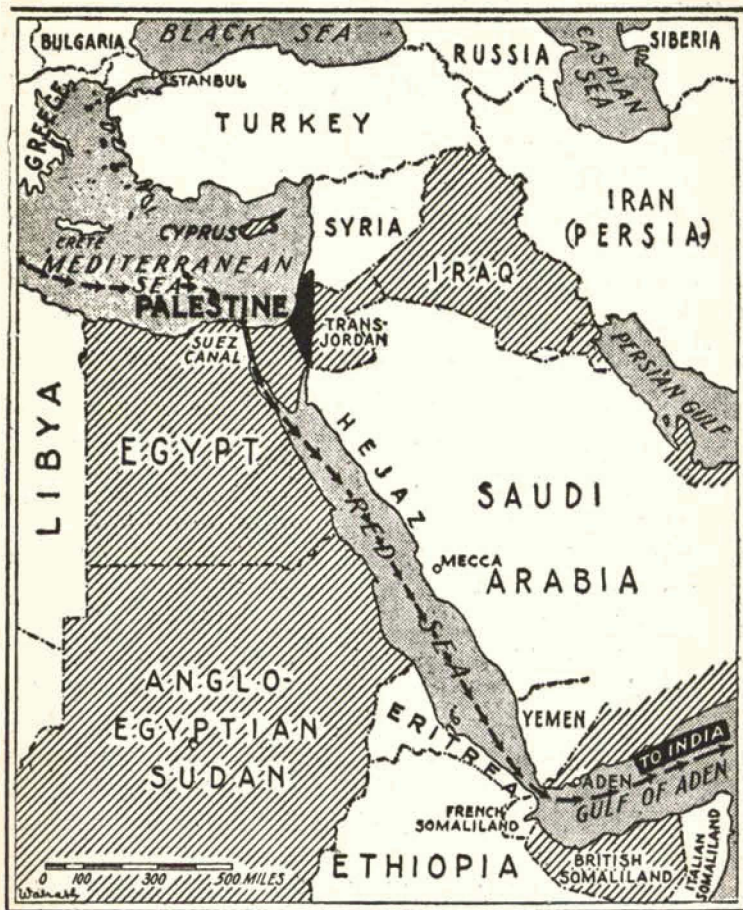 BULGARIA
BLACK SEA
RUSSIA
CASPIAN
SEA
SIBERIA
ISTANBUL
GREECE
TURKEY
IRAN
(PERSIA)
SYRIA
CYPRUS
CRETE
IRAQ
MEDITERRANEAN
SEA
PALESTINE
TRANS-
JORDAN
SUEZ
CANAL
PERSIAN GULF
LIBYA
EGYPT
HEJAZ
SAUDI
ARABIA
RED
SEA
MECCA
ANGLO-
EGYPTIAN
SUDAN
ERITREA
YEMEN
TO INDIA
ADEN
GULF OF ADEN
FRENCH
SOMALILAND
ETHIOPIA
BRITISH
SOMALILAND
ITALIAN
SOMALILAND
0 100 300 500 MILES